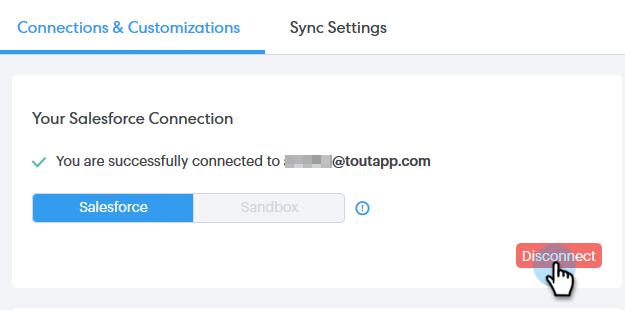 Connections & Customizations
Sync Settings
Your Salesforce Connection
You are successfully connected to @toutapp.com
Salesforce
Sandbox
Disconnect